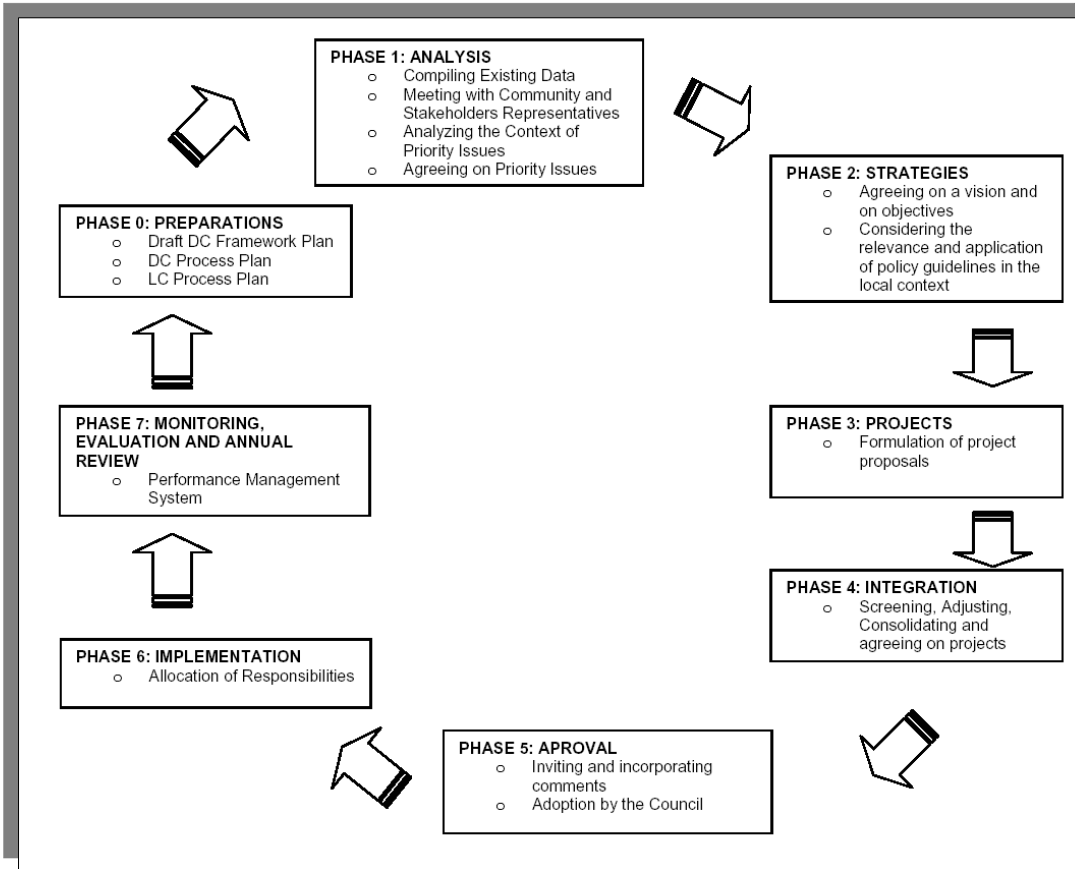 PHASE 1: ANALYSIS
o Compiling Existing Data
o Meeting with Community and
Stakeholders Representatives
o Analyzing the Context of
Priority Issues
o Agreeing on Priority Issues
PHASE 2: STRATEGIES
o Agreeing on a vision and
on objectives
o Considering the
relevance and application
of policy guidelines in the
local context
PHASE 0: PREPARATIONS
o Draft DC Framework Plan
o DC Process Plan
o LC Process Plan
PHASE 7: MONITORING,
EVALUATION AND ANNUAL
REVIEW
o Performance Management
System
PHASE 3: PROJECTS
o Formulation of project
proposals
PHASE 4: INTEGRATION
o Screening, Adjusting,
Consolidating and
agreeing on projects
PHASE 6: IMPLEMENTATION
o Allocation of Responsibilities
PHASE 5: APROVAL
o Inviting and incorporating
comments
o Adoption by the Council